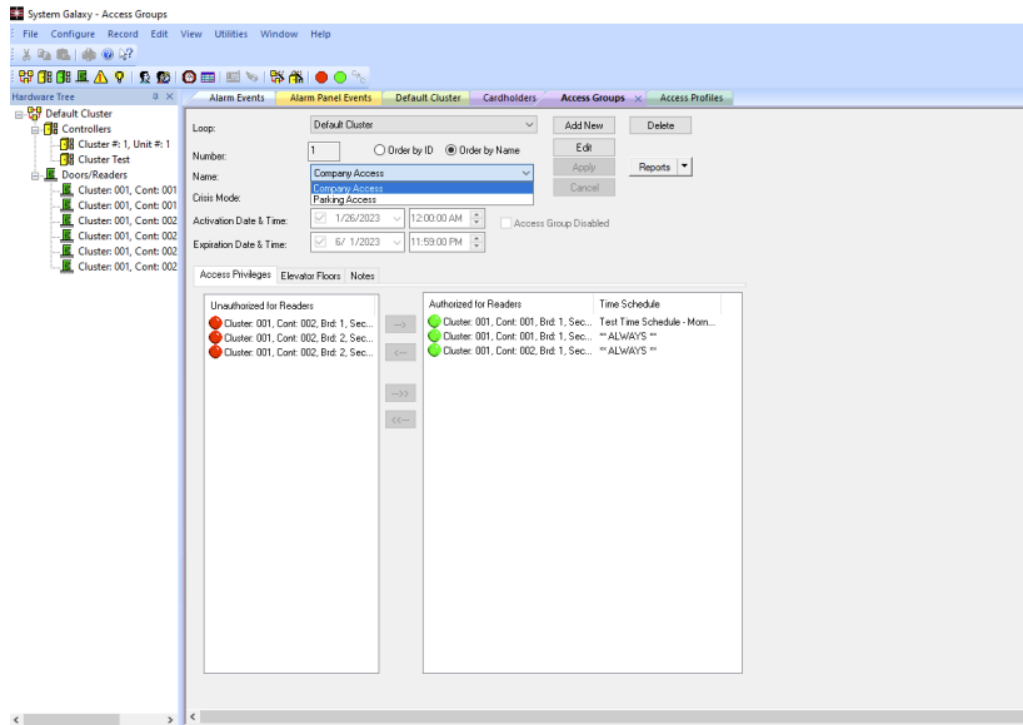 System Galaxy - Access Groups
File Configure Record Edit View Utilities Window Help
Hardware Tree
Default Cluster
Controllers
Cluster #: 1, Unit #: 1
Cluster Test
Doors/Readers
Cluster: 001, Cont: 001
Cluster: 001, Cont: 001
Cluster: 001, Cont: 002
Cluster: 001, Cont: 002
Cluster: 001, Cont: 002
Cluster: 001, Cont: 002
Alarm Events Alarm Panel Events Default Cluster Cardholders Access Groups Access Profiles
Loop: Default Cluster Add New Delete
Number: 1 Order by ID Order by Name Edit
Name: Company Access Apply Reports
Company Access
Parking Access
Crisis Mode: Cancel
Activation Date & Time: 1/26/2023 12:00:00 AM Access Group Disabled
Expiration Date & Time: 6/ 1/2023 11:59:00 PM
Access Privileges Elevator Floors Notes
Unauthorized for Readers
Cluster: 001, Cont: 002, Brd: 1, Sec...
Cluster: 001, Cont: 002, Brd: 2, Sec...
Cluster: 001, Cont: 002, Brd: 2, Sec...
-->
<--
-->>
<<--
Authorized for Readers Time Schedule
Cluster: 001, Cont: 001, Brd: 1, Sec... Test Time Schedule - Morn...
Cluster: 001, Cont: 001, Brd: 1, Sec... ** ALWAYS **
Cluster: 001, Cont: 002, Brd: 1, Sec... ** ALWAYS **